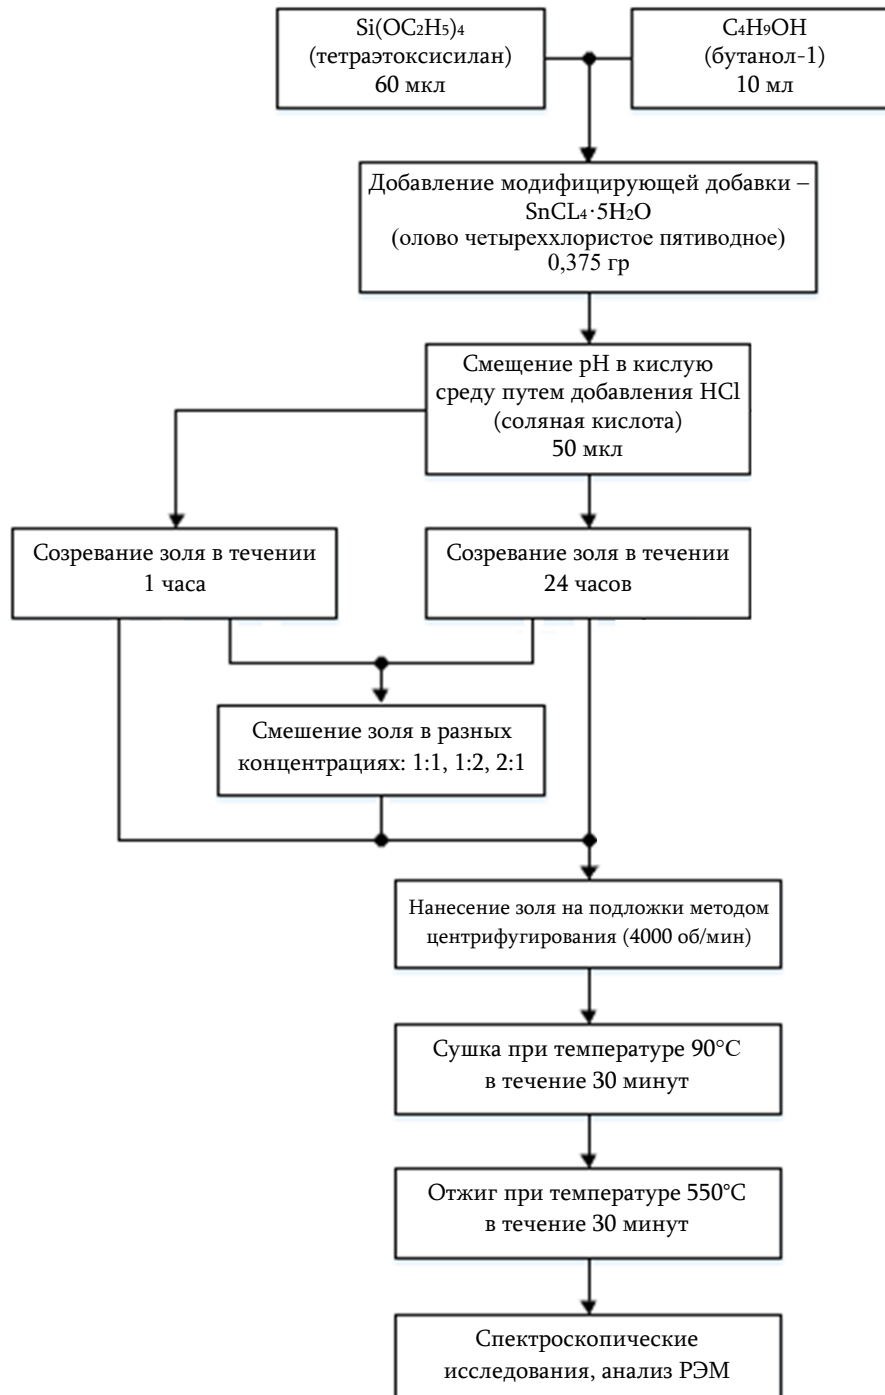 Si(OC₂H₅)₄
(тетраэтоксисилан)
60 мкл
C₄H₉OH
(бутанол-1)
10 мл
Добавление модифицирующей добавки –
SnCL₄·5H₂O
(олово четыреххлористое пятиводное)
0,375 гр
Смещение pH в кислую
среду путем добавления HCl
(соляная кислота)
50 мкл
Созревание золя в течении
1 часа
Созревание золя в течении
24 часов
Смешение золя в разных
концентрациях: 1:1, 1:2, 2:1
Нанесение золя на подложки методом
центрифугирования (4000 об/мин)
Сушка при температуре 90°C
в течение 30 минут
Отжиг при температуре 550°C
в течение 30 минут
Спектроскопические
исследования, анализ РЭМ